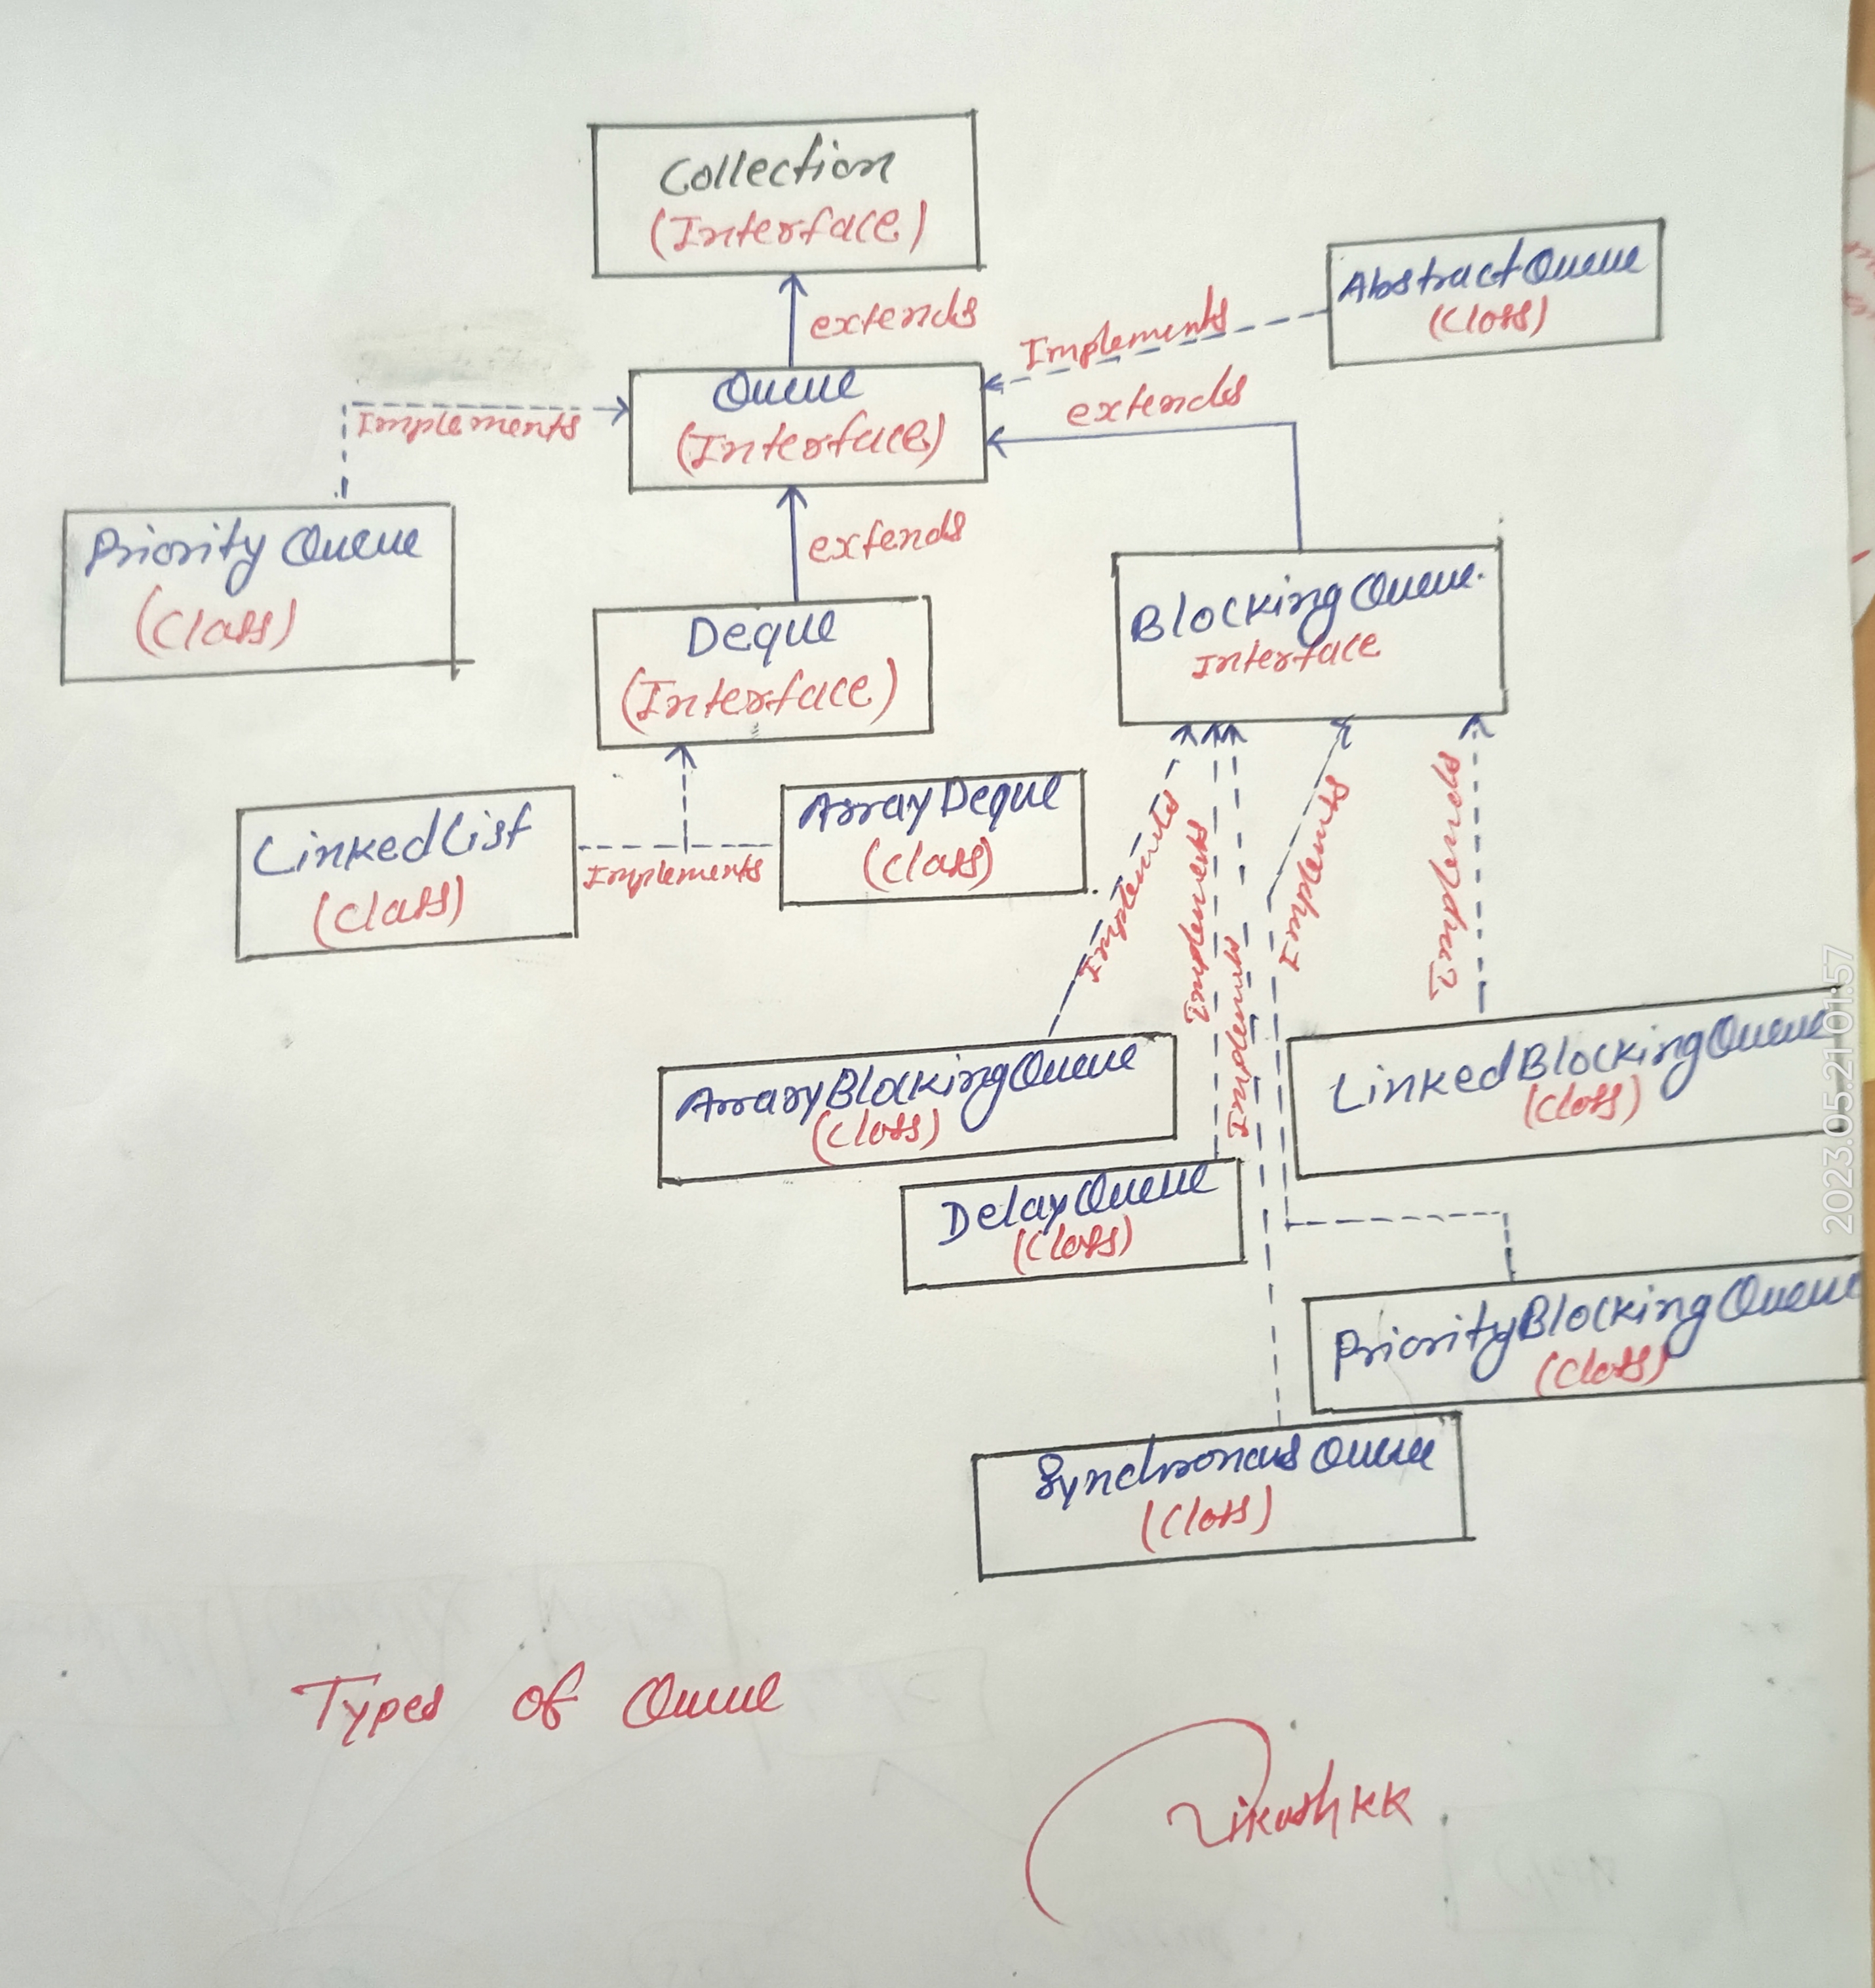 Collection
(Interface)
extends
AbstractQueue
(Class)
Implements
Queue
(Interface)
extends
Implements
Priority Queue
(Class)
extends
Deque
(Interface)
BlockingQueue.
Interface
LinkedList
(Class)
Implements
ArrayDeque
(Class)
Implements
Implements
Implements
Implements
Implements
ArrayBlockingQueue
(Class)
LinkedBlockingQueue
(Class)
DelayQueue
(Class)
PriorityBlockingQueue
(Class)
Synchronous Queue
(Class)
Types of Queue
Vikash KK
2023.05.21 01:57